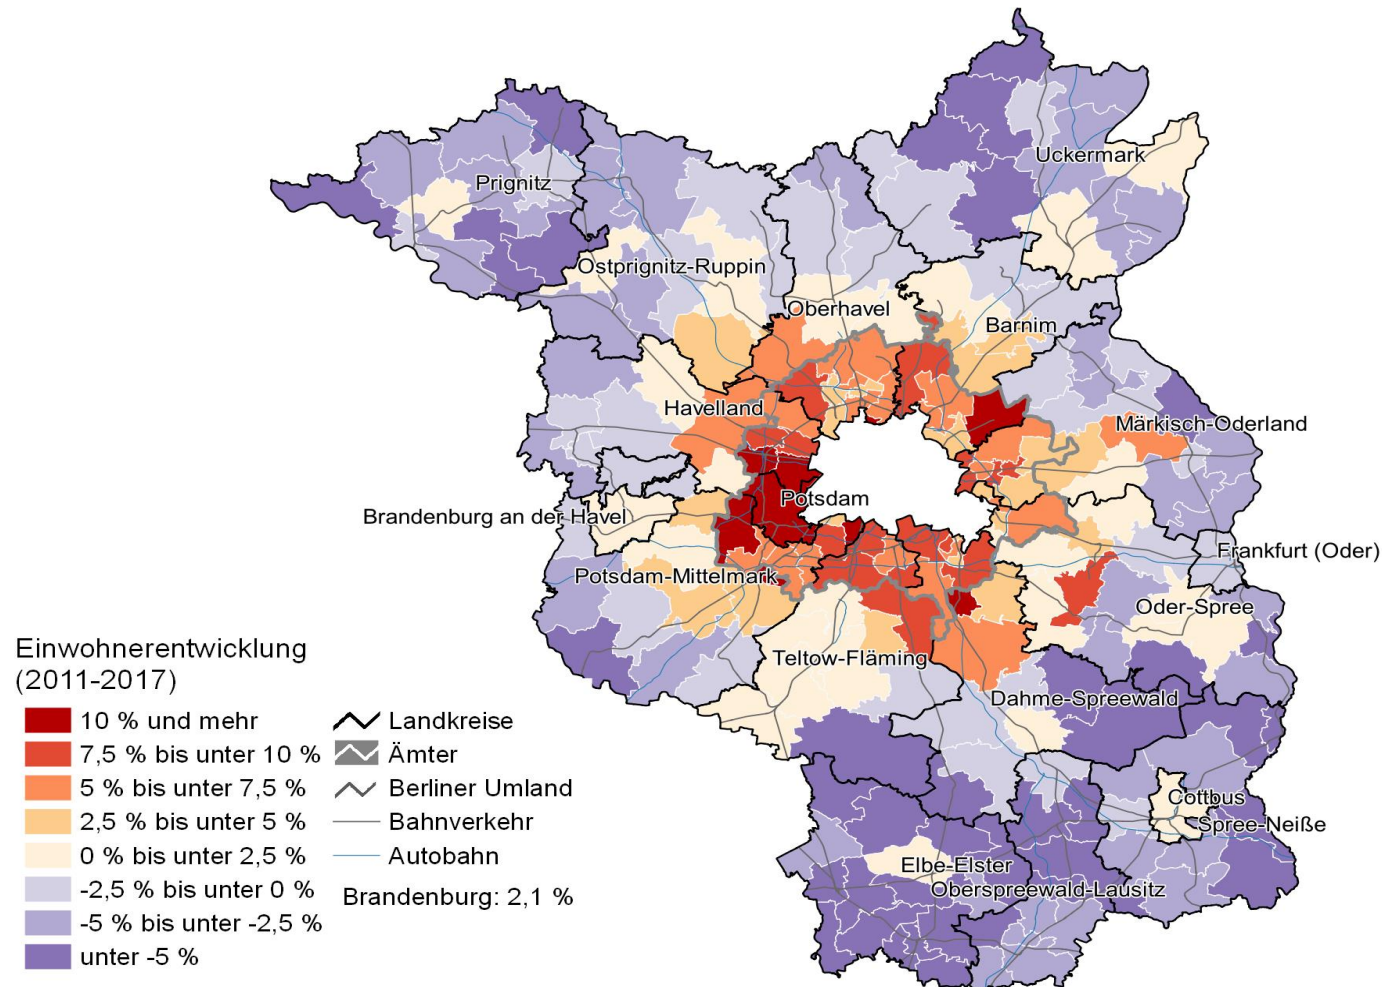 Uckermark
Prignitz
Ostprignitz-Ruppin
Oberhavel
Barnim
Havelland
Märkisch-Oderland
Potsdam
Brandenburg an der Havel
Frankfurt (Oder)
Potsdam-Mittelmark
Oder-Spree
Teltow-Fläming
Dahme-Spreewald
Cottbus
Spree-Neiße
Elbe-Elster
Oberspreewald-Lausitz
Einwohnerentwicklung
(2011-2017)
10 % und mehr
7,5 % bis unter 10 %
5 % bis unter 7,5 %
2,5 % bis unter 5 %
0 % bis unter 2,5 %
-2,5 % bis unter 0 %
-5 % bis unter -2,5 %
unter -5 %
Landkreise
Ämter
Berliner Umland
Bahnverkehr
Autobahn
Brandenburg: 2,1 %